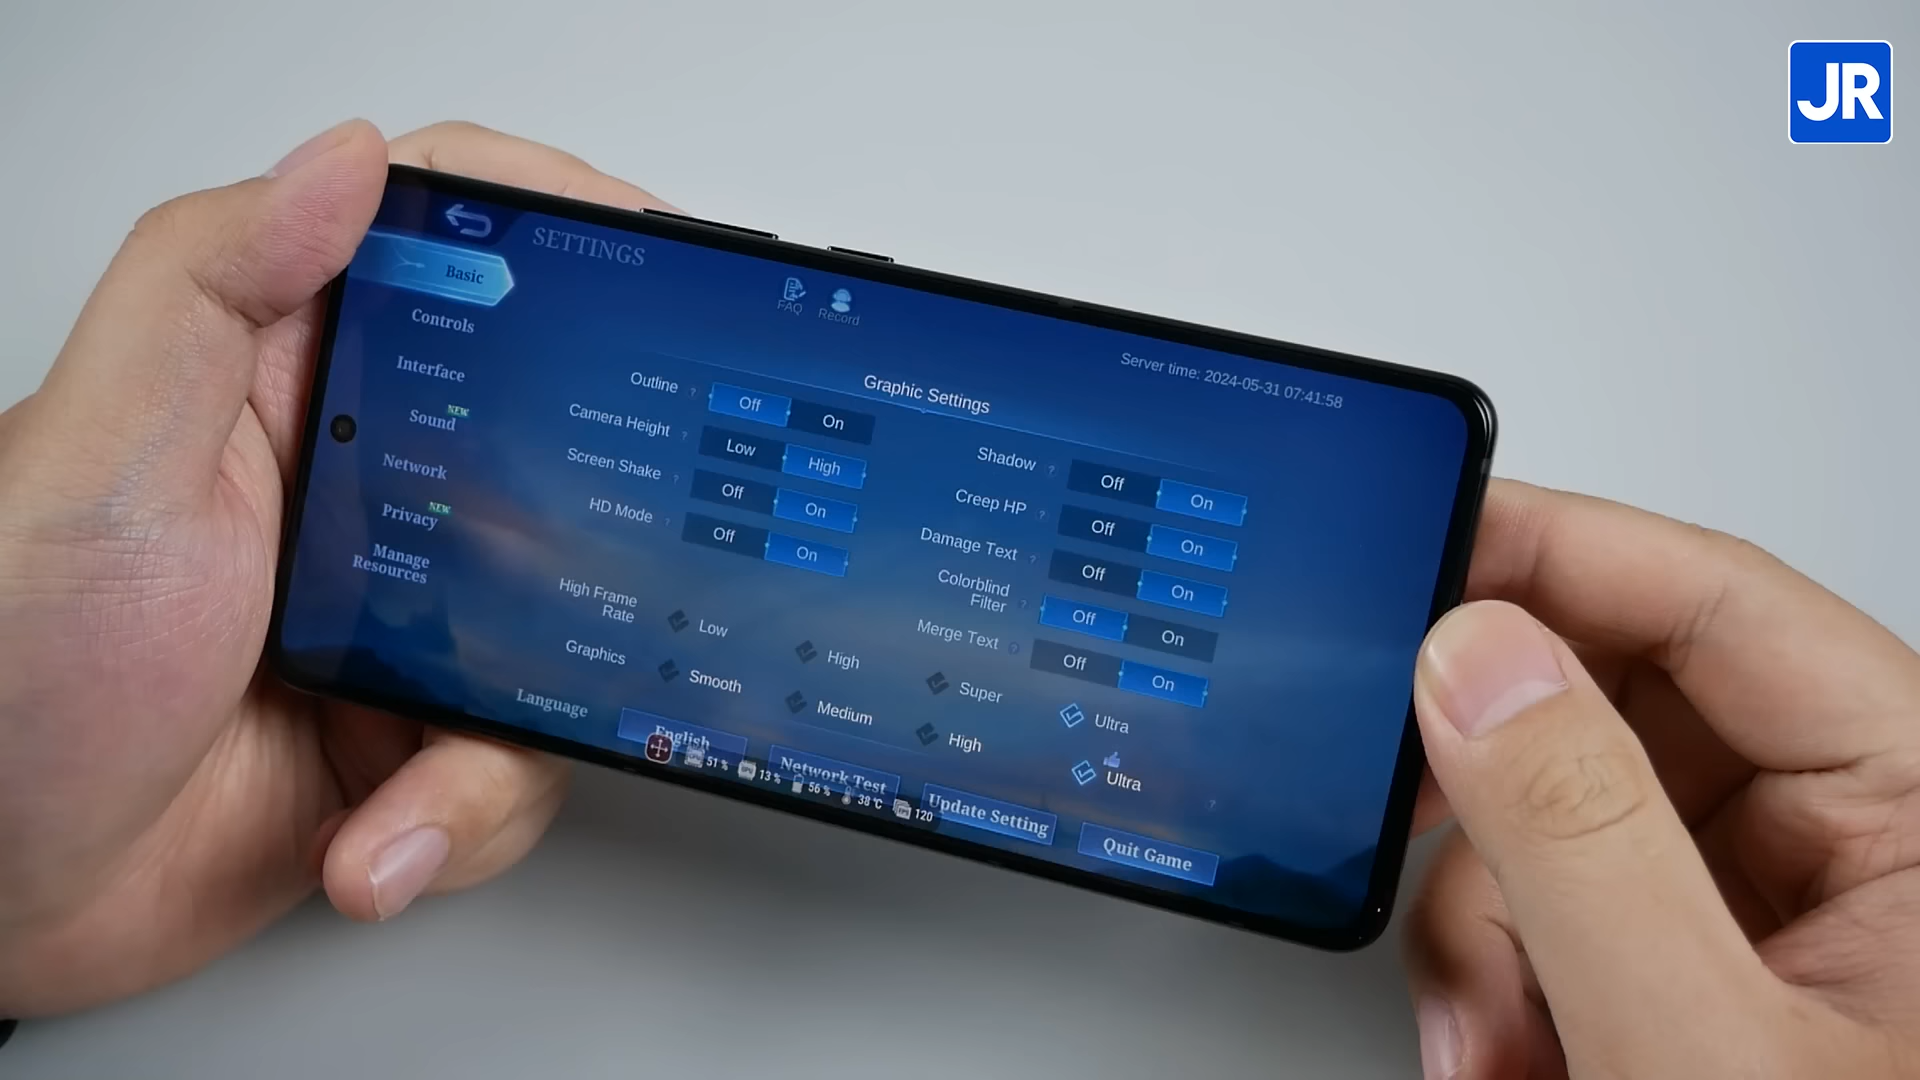 JR
SETTINGS
Basic
FAQ
Record
Controls
Server time: 2024-05-31 07:41:58
Interface
Graphic Settings
Outline ? Off On
Sound NEW
Camera Height ? Low High
Shadow ? Off On
Network
Screen Shake ? Off On
Creep HP ? Off On
Privacy NEW
HD Mode ? Off On
Damage Text ? Off On
Manage
Resources
Colorblind
Filter ? Off On
Merge Text ? Off On
High Frame
Rate
Low High Super Ultra
Graphics Smooth Medium High Ultra ?
Language English
Network Test
Update Setting
Quit Game
51 % 13 % 56 % 38°C 120